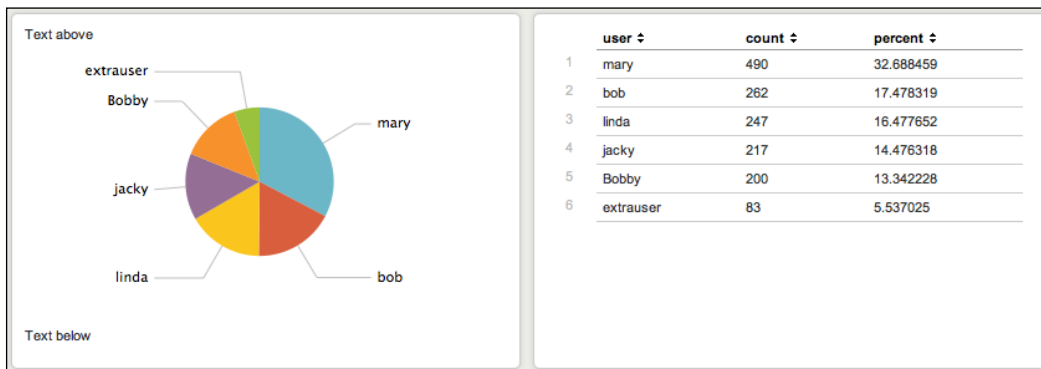 Text above
extrauser
Bobby
mary
jacky
linda
bob
Text below
user count percent
1 mary 490 32.688459
2 bob 262 17.478319
3 linda 247 16.477652
4 jacky 217 14.476318
5 Bobby 200 13.342228
6 extrauser 83 5.537025